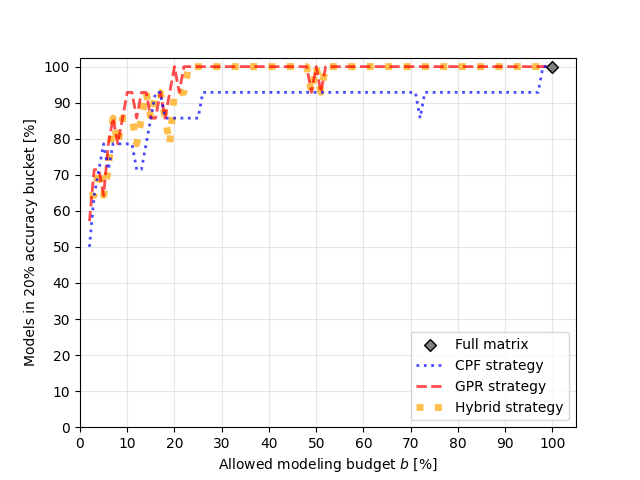 100
90
80
70
60
50
40
30
20
10
0
Models in 20% accuracy bucket [%]
Full matrix
CPF strategy
GPR strategy
Hybrid strategy
0 10 20 30 40 50 60 70 80 90 100
Allowed modeling budget b [%]